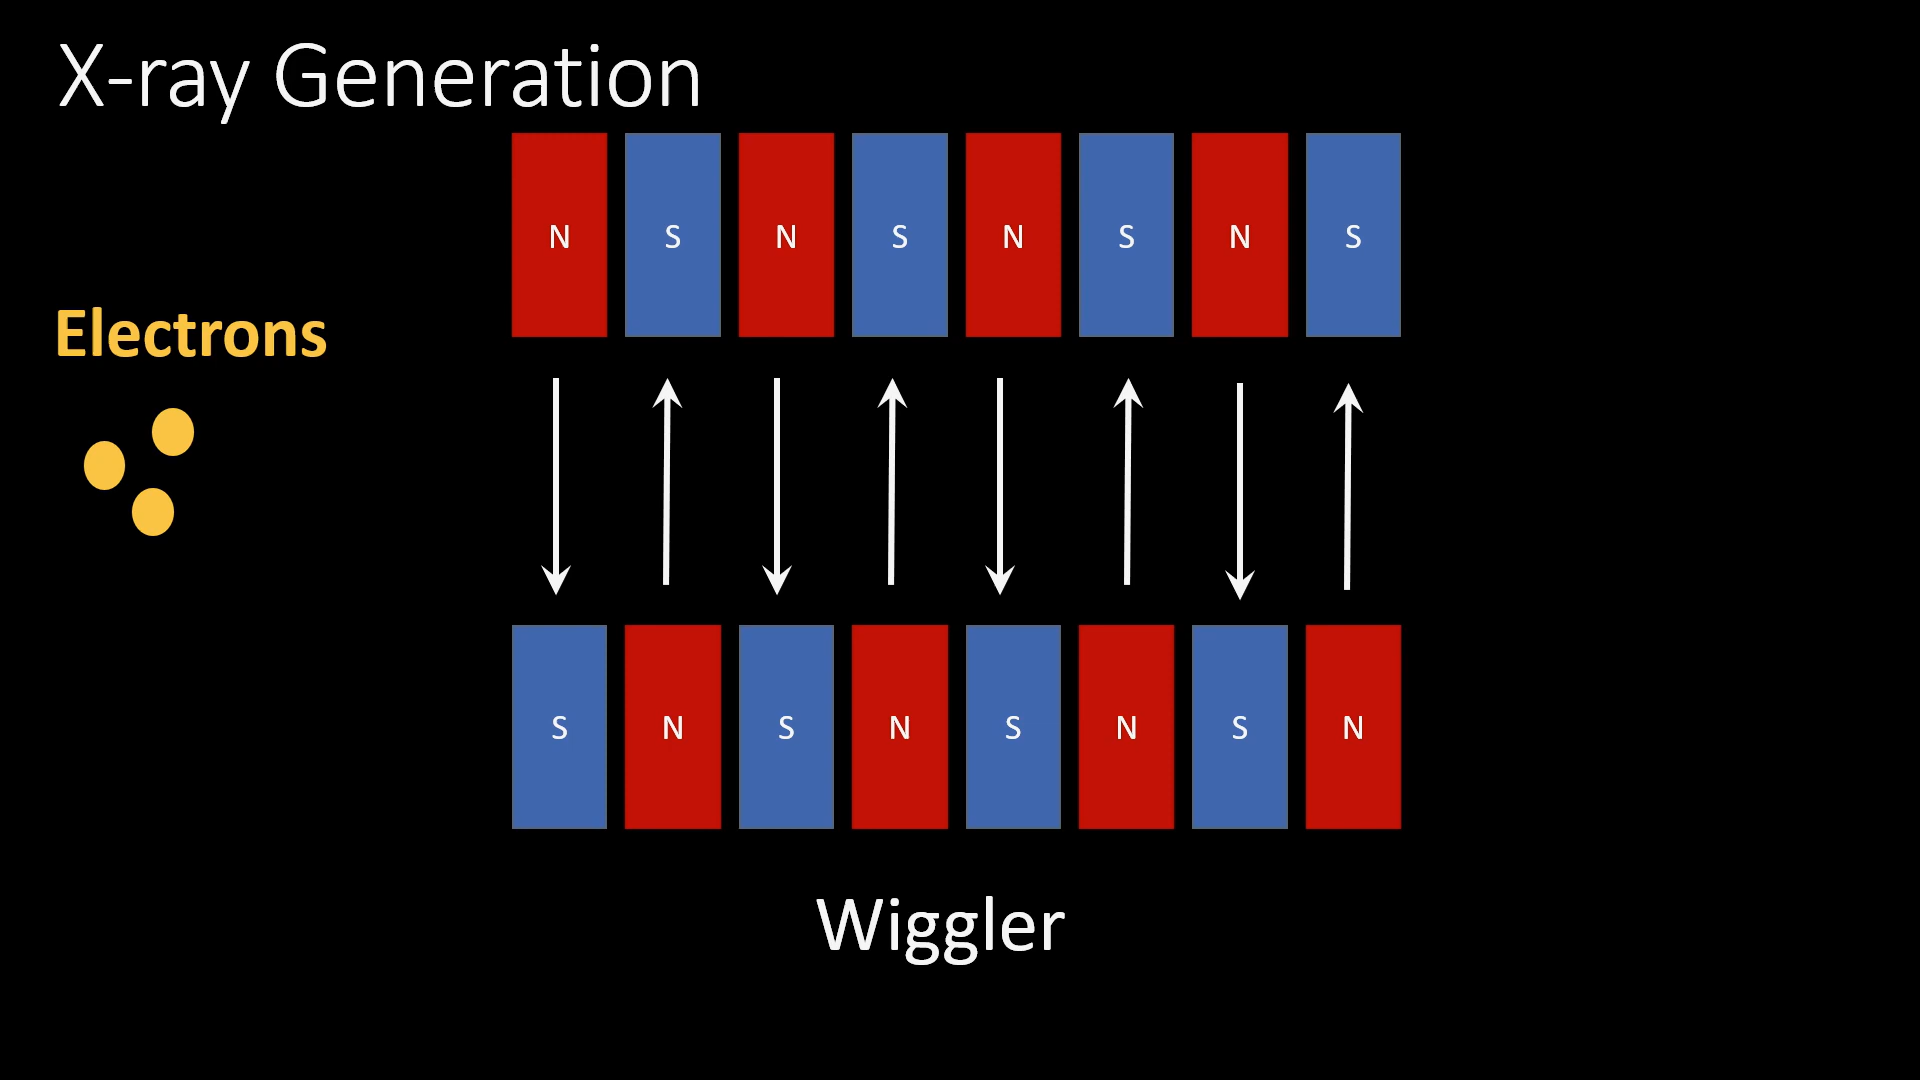 X-ray Generation
N S N S N S N S
Electrons
S N S N S N S N
Wiggler